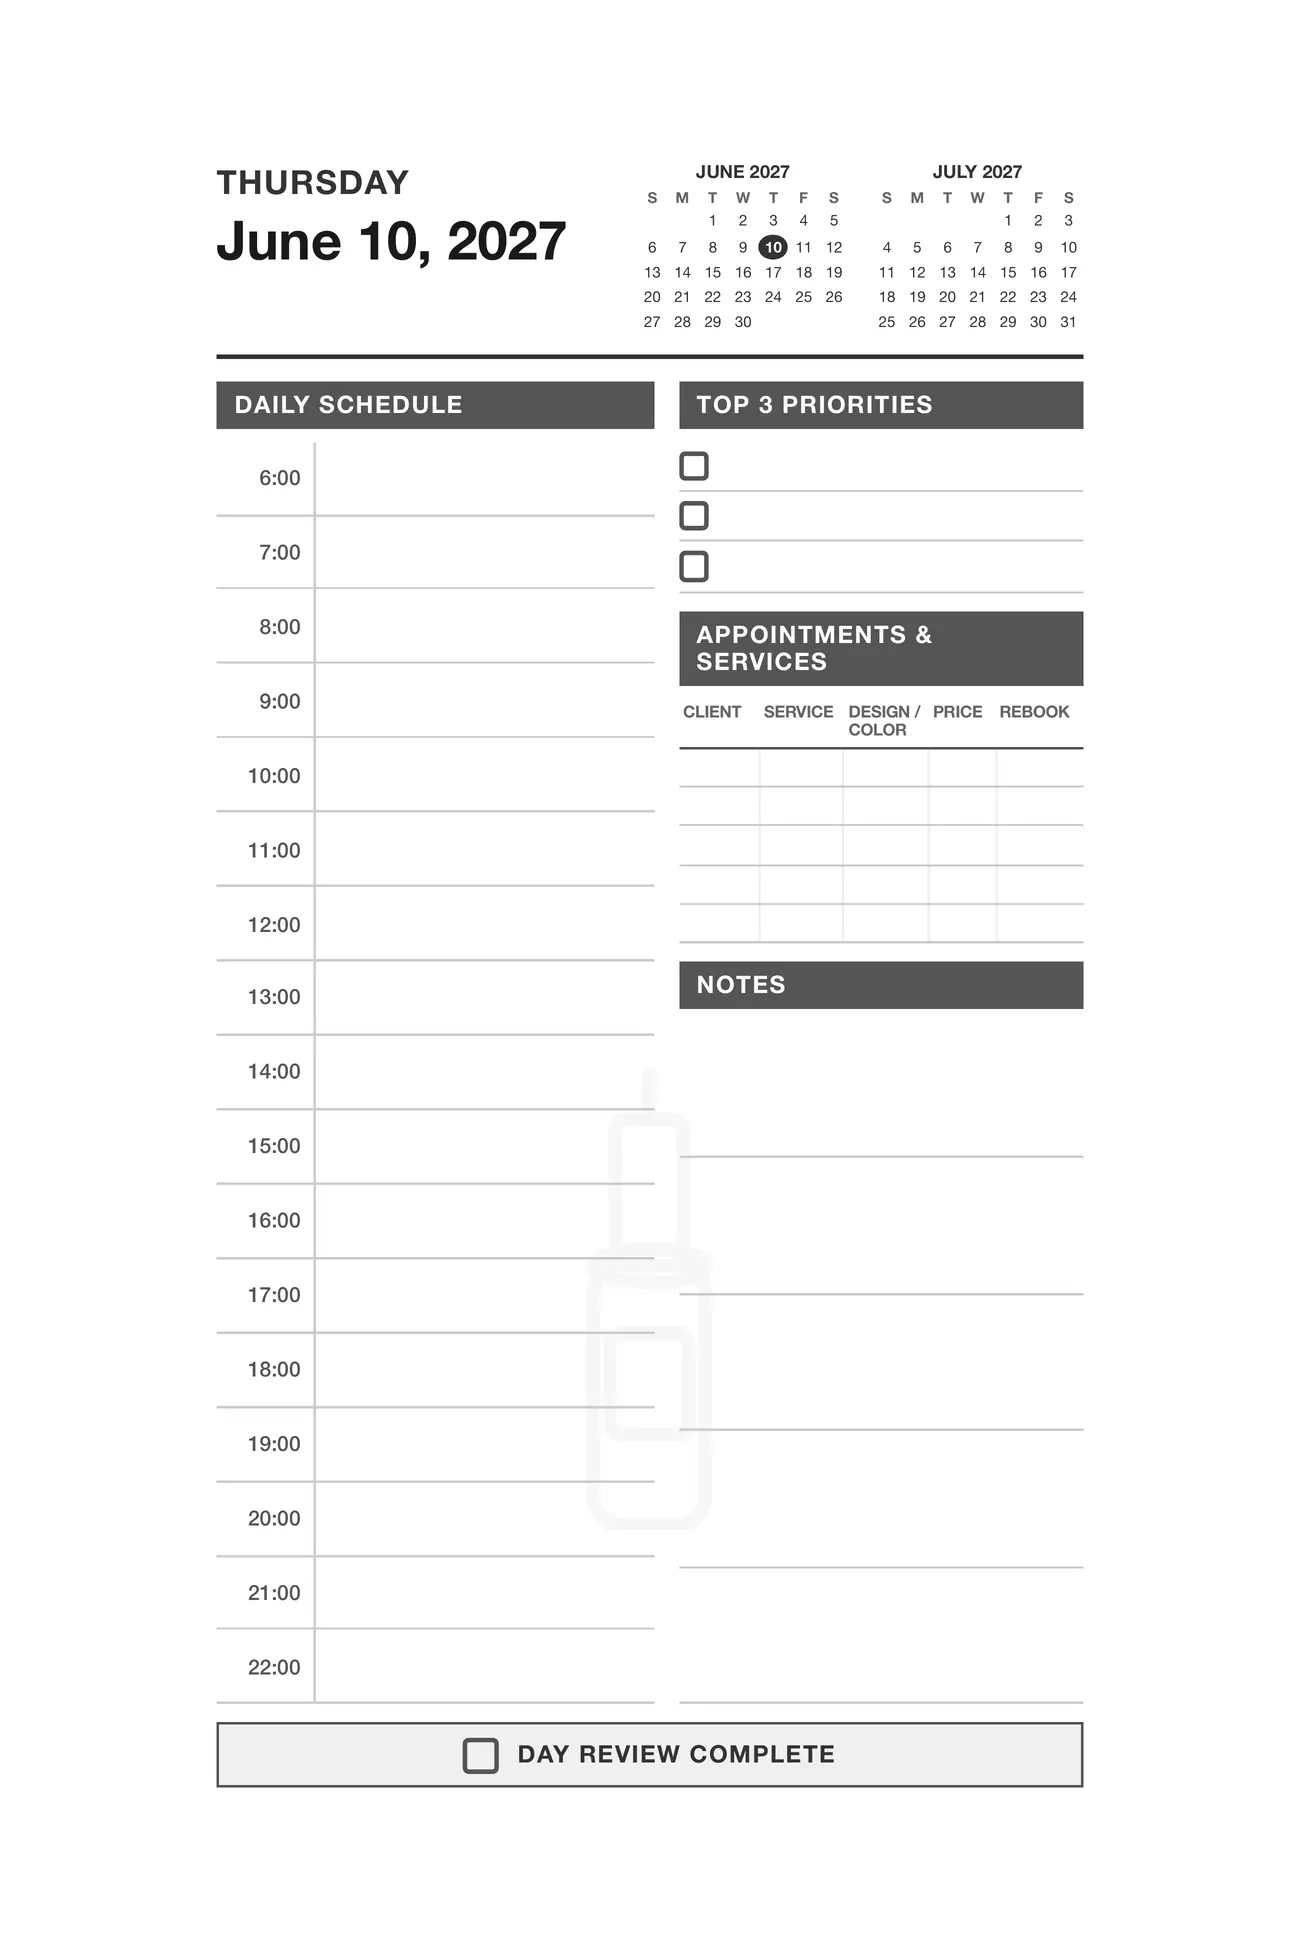 THURSDAY
June 10, 2027
JUNE 2027
S M T W T F S
1 2 3 4 5
6 7 8 9 10 11 12
13 14 15 16 17 18 19
20 21 22 23 24 25 26
27 28 29 30
JULY 2027
S M T W T F S
1 2 3
4 5 6 7 8 9 10
11 12 13 14 15 16 17
18 19 20 21 22 23 24
25 26 27 28 29 30 31
DAILY SCHEDULE
6:00
7:00
8:00
9:00
10:00
11:00
12:00
13:00
14:00
15:00
16:00
17:00
18:00
19:00
20:00
21:00
22:00
TOP 3 PRIORITIES
APPOINTMENTS &
SERVICES
CLIENT SERVICE DESIGN / PRICE REBOOK
COLOR
NOTES
DAY REVIEW COMPLETE